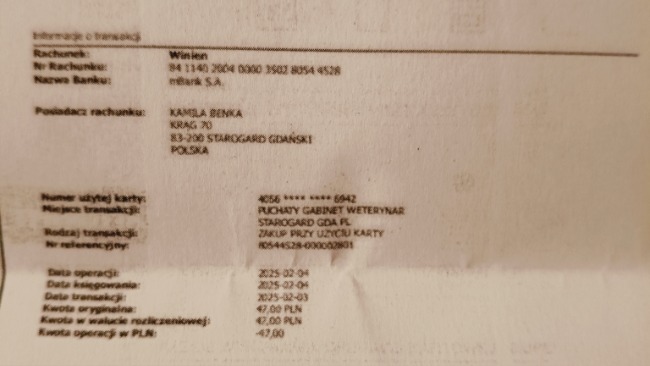 Informacje o transakcji
Rachunek: Winien
Nr Rachunku: 84 1140 2004 0000 3502 8054 4528
Nazwa Banku: mBank S.A.
Posiadacz rachunku: KAMILA BENKA
KRĄG 70
83-200 STAROGARD GDAŃSKI
POLSKA
Numer użytej karty: 4056 **** **** 6942
Miejsce transakcji: PUCHATY GABINET WETERYNAR
STAROGARD GDA PL
Rodzaj transakcji: ZAKUP PRZY UŻYCIU KARTY
Nr referencyjny: 80544528-000002801
Data operacji: 2025-02-04
Data księgowania: 2025-02-04
Data transakcji: 2025-02-03
Kwota oryginalna: 47,00 PLN
Kwota w walucie rozliczeniowej: 47,00 PLN
Kwota operacji w PLN: -47,00